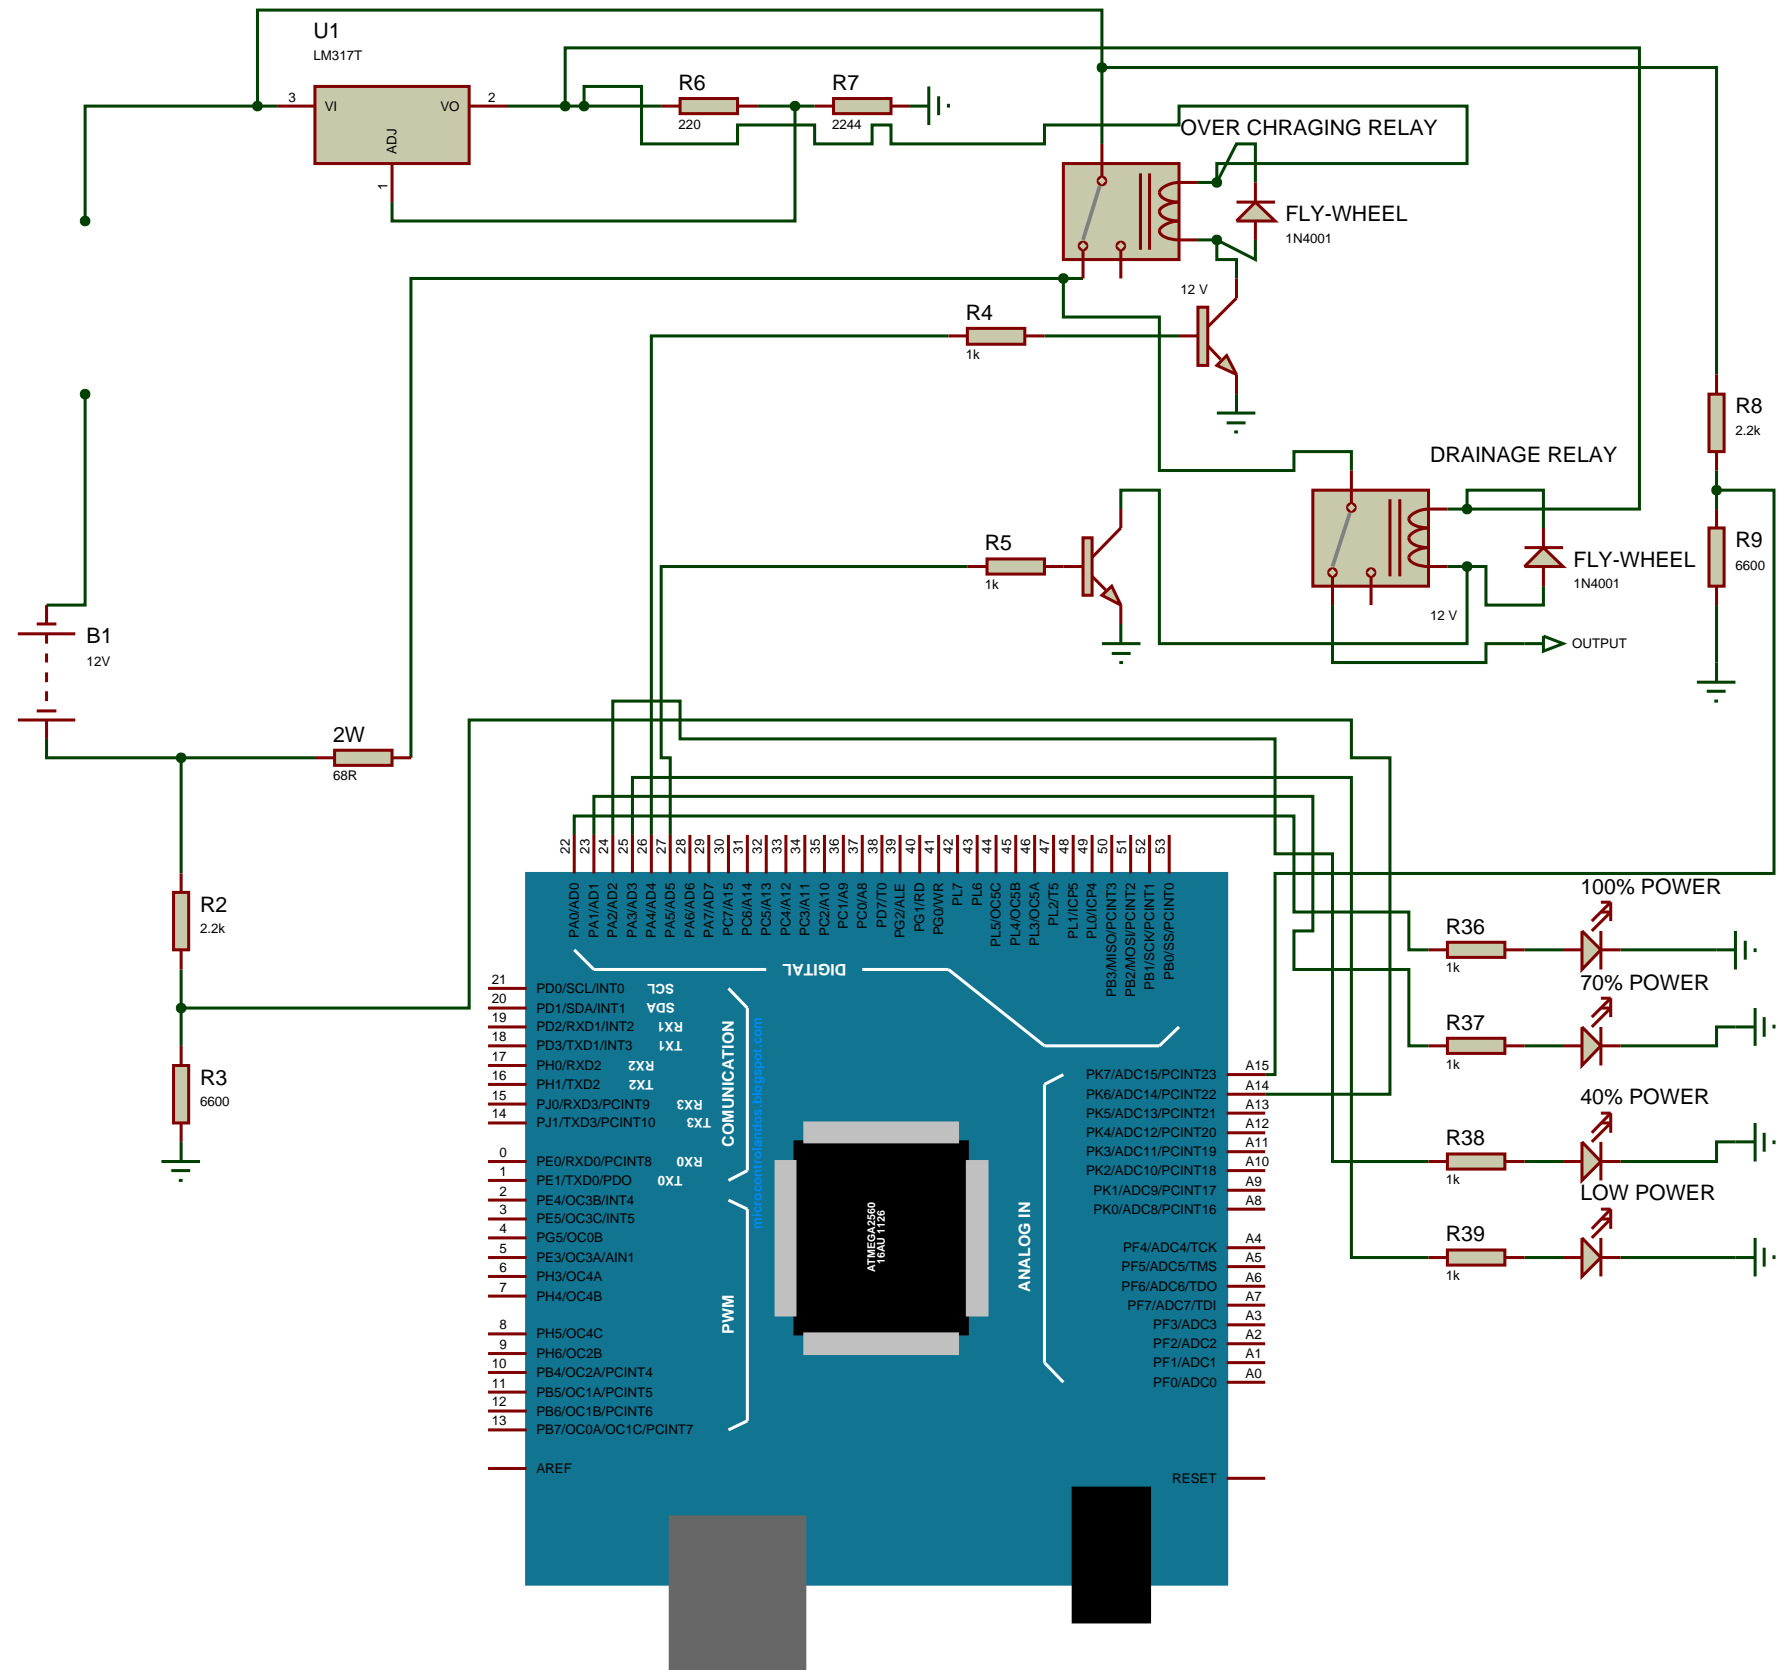 U1
LM317T
3
VI
VO
2
ADJ
1
R6
220
R7
2244
OVER CHRAGING RELAY
FLY-WHEEL
1N4001
12 V
R4
1k
R8
2.2k
DRAINAGE RELAY
R5
1k
FLY-WHEEL
1N4001
R9
6600
12 V
OUTPUT
B1
12V
2W
68R
R2
2.2k
R3
6600
22
23
24
25
26
27
28
29
30
31
32
33
34
35
36
37
38
39
40
41
42
43
44
45
46
47
48
49
50
51
52
53
PA0/AD0
PA1/AD1
PA2/AD2
PA3/AD3
PA4/AD4
PA5/AD5
PA6/AD6
PA7/AD7
PC7/A15
PC6/A14
PC5/A13
PC4/A12
PC3/A11
PC2/A10
PC1/A9
PC0/A8
PD7/T0
PG2/ALE
PG1/RD
PG0/WR
PL7
PL6
PL5/OC5C
PL4/OC5B
PL3/OC5A
PL2/T5
PL1/ICP5
PL0/ICP4
PB3/MISO/PCINT3
PB2/MOSI/PCINT2
PB1/SCK/PCINT1
PB0/SS/PCINT0
DIGITAL
21 PD0/SCL/INT0 SCL
20 PD1/SDA/INT1 SDA
19 PD2/RXD1/INT2 RX1
18 PD3/TXD1/INT3 TX1
17 PH0/RXD2 RX2
16 PH1/TXD2 TX2
15 PJ0/RXD3/PCINT9 RX3
14 PJ1/TXD3/PCINT10 TX3
0 PE0/RXD0/PCINT8 RX0
1 PE1/TXD0/PDO TX0
2 PE4/OC3B/INT4
3 PE5/OC3C/INT5
4 PG5/OC0B
5 PE3/OC3A/AIN1
6 PH3/OC4A
7 PH4/OC4B
8 PH5/OC4C
9 PH6/OC2B
10 PB4/OC2A/PCINT4
11 PB5/OC1A/PCINT5
12 PB6/OC1B/PCINT6
13 PB7/OC0A/OC1C/PCINT7
AREF
COMUNICATION
PWM
microcontrolandos.blogspot.com
ATMEGA2560
16AU 1126
ANALOG IN
PK7/ADC15/PCINT23 A15
PK6/ADC14/PCINT22 A14
PK5/ADC13/PCINT21 A13
PK4/ADC12/PCINT20 A12
PK3/ADC11/PCINT19 A11
PK2/ADC10/PCINT18 A10
PK1/ADC9/PCINT17 A9
PK0/ADC8/PCINT16 A8
PF4/ADC4/TCK A4
PF5/ADC5/TMS A5
PF6/ADC6/TDO A6
PF7/ADC7/TDI A7
PF3/ADC3 A3
PF2/ADC2 A2
PF1/ADC1 A1
PF0/ADC0 A0
RESET
100% POWER
R36
1k
70% POWER
R37
1k
40% POWER
R38
1k
LOW POWER
R39
1k